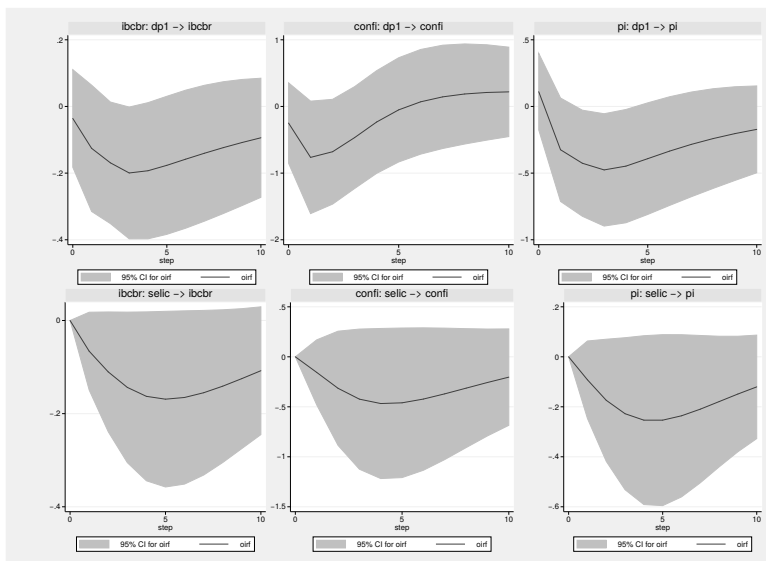 ibcbr: dp1 −> ibcbr
.2
0
−.2
−.4
0
5
10
step
95% CI for oirf
oirf
confi: dp1 −> confi
1
0
−1
−2
0
5
10
step
95% CI for oirf
oirf
pi: dp1 −> pi
.5
0
−.5
−1
0
5
10
step
95% CI for oirf
oirf
ibcbr: selic −> ibcbr
0
−.2
−.4
0
5
10
step
95% CI for oirf
oirf
confi: selic −> confi
.5
0
−.5
−1
−1.5
0
5
10
step
95% CI for oirf
oirf
pi: selic −> pi
.2
0
−.2
−.4
−.6
0
5
10
step
95% CI for oirf
oirf